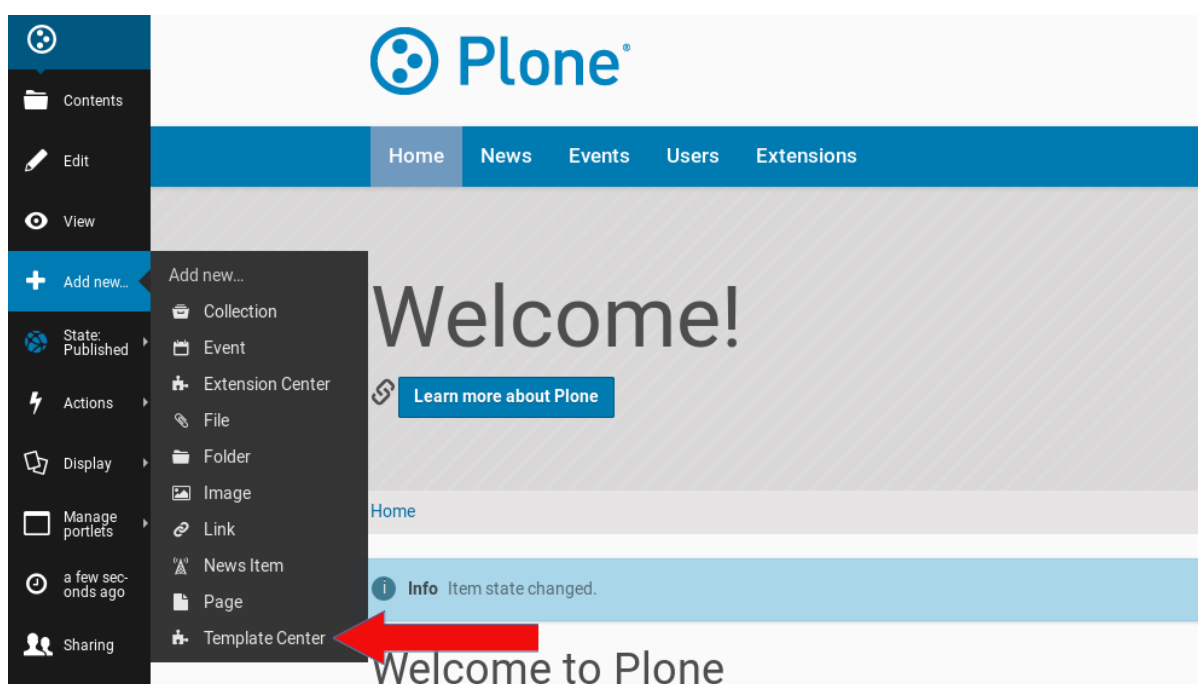 Plone®
Contents
Edit
View
Add new...
State:
Published
Actions
Display
Manage
portlets
a few sec-
onds ago
Sharing
Home News Events Users Extensions
Add new...
Collection
Event
Extension Center
File
Folder
Image
Link
News Item
Page
Template Center
Welcome!
Learn more about Plone
Home
Info Item state changed.
Welcome to Plone